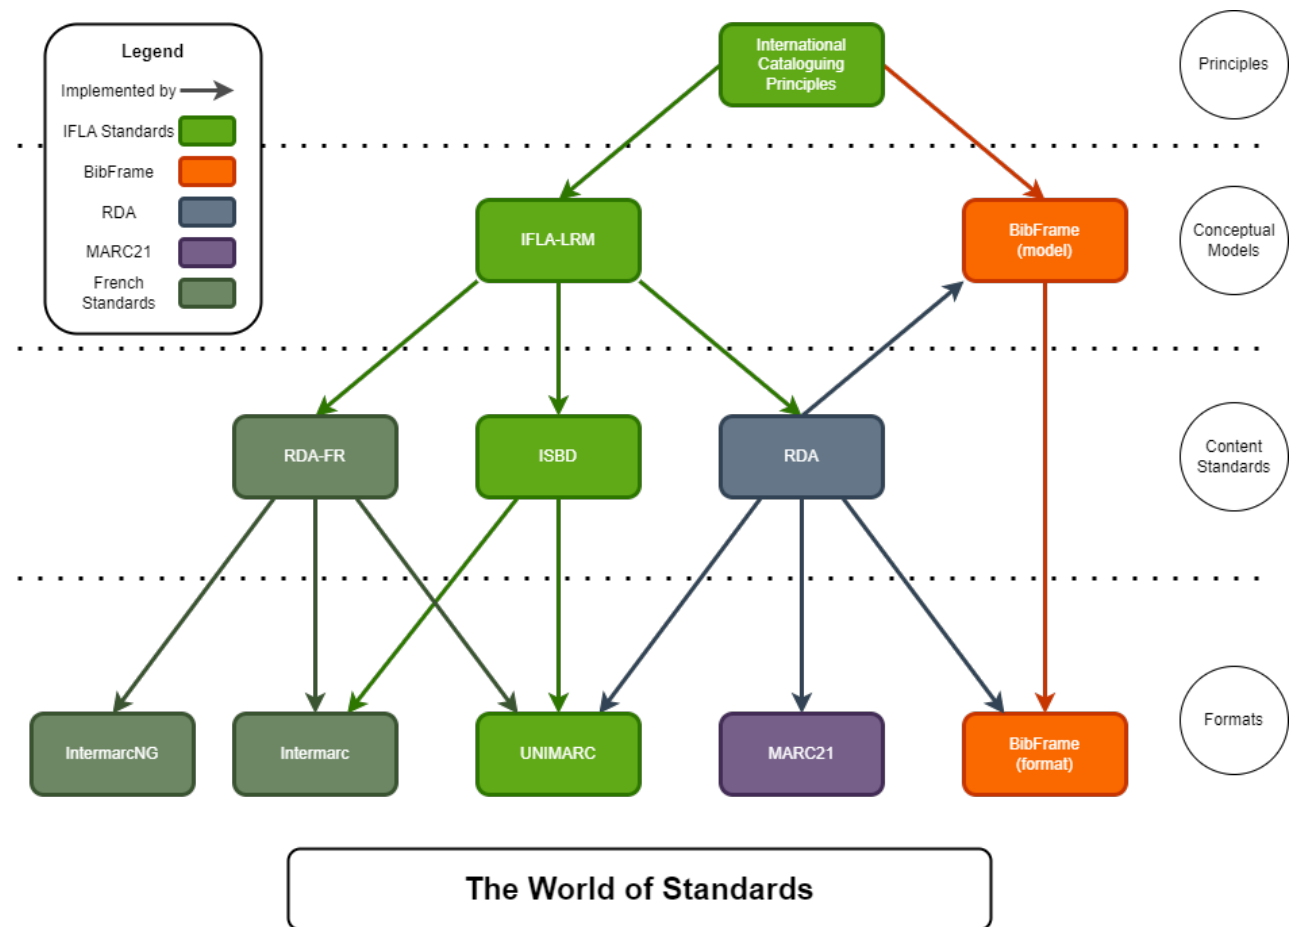 Legend
Implemented by
IFLA Standards
BibFrame
RDA
MARC21
French
Standards
International
Cataloguing
Principles
Principles
IFLA-LRM
BibFrame
(model)
Conceptual
Models
RDA-FR
ISBD
RDA
Content
Standards
IntermarcNG
Intermarc
UNIMARC
MARC21
BibFrame
(format)
Formats
The World of Standards